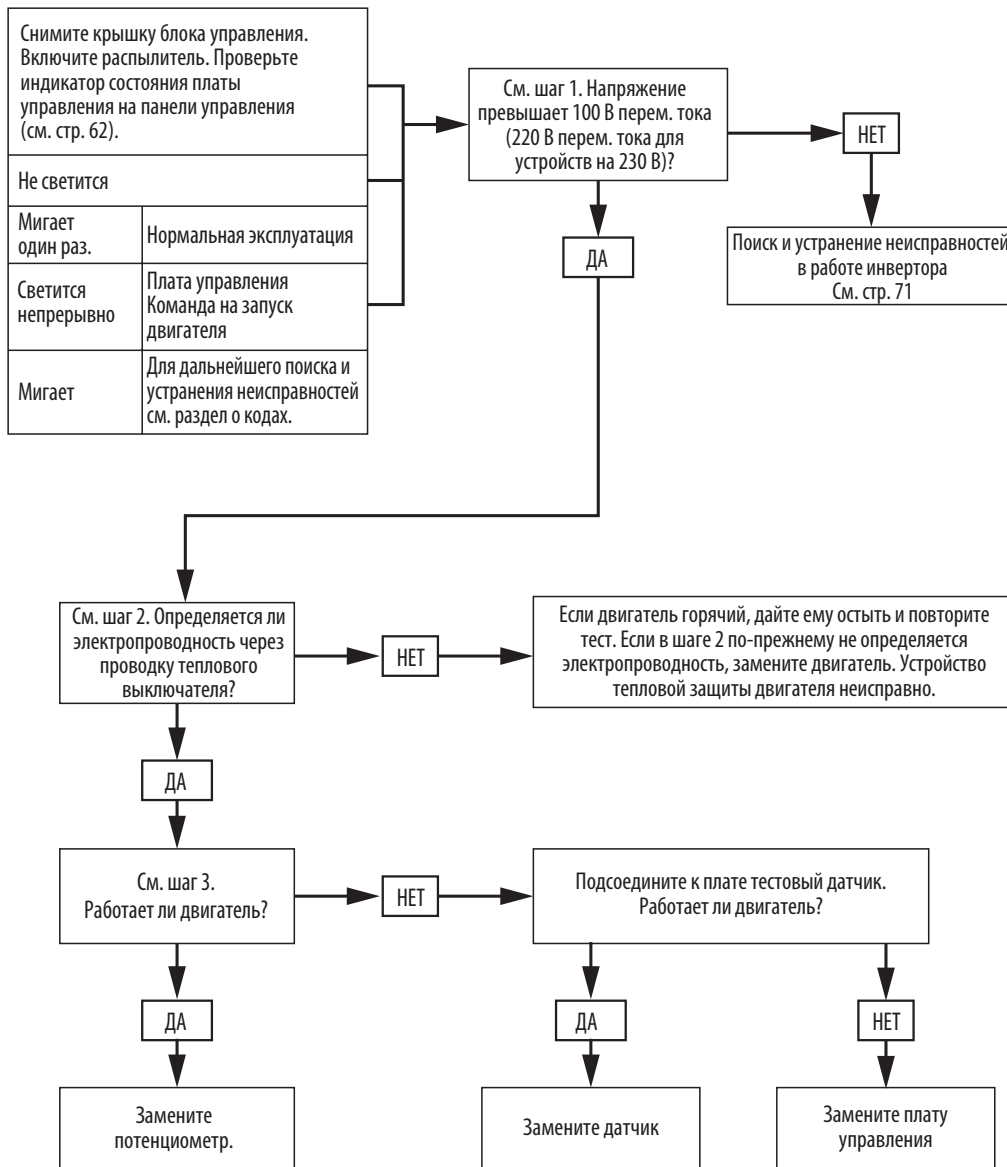 Снимите крышку блока управления.
Включите распылитель. Проверьте
индикатор состояния платы
управления на панели управления
(см. стр. 62).
Не светится
Мигает
один раз.
Нормальная эксплуатация
Светится
непрерывно
Плата управления
Команда на запуск
двигателя
Мигает
Для дальнейшего поиска и
устранения неисправностей
см. раздел о кодах.
См. шаг 1. Напряжение
превышает 100 В перем. тока
(220 В перем. тока для
устройств на 230 В)?
НЕТ
Поиск и устранение неисправностей
в работе инвертора
См. стр. 71
ДА
См. шаг 2. Определяется ли
электропроводность через
проводку теплового
выключателя?
НЕТ
Если двигатель горячий, дайте ему остыть и повторите
тест. Если в шаге 2 по-прежнему не определяется
электропроводность, замените двигатель. Устройство
тепловой защиты двигателя неисправно.
ДА
См. шаг 3.
Работает ли двигатель?
НЕТ
Подсоедините к плате тестовый датчик.
Работает ли двигатель?
ДА
ДА
НЕТ
Замените
потенциометр.
Замените датчик
Замените плату
управления